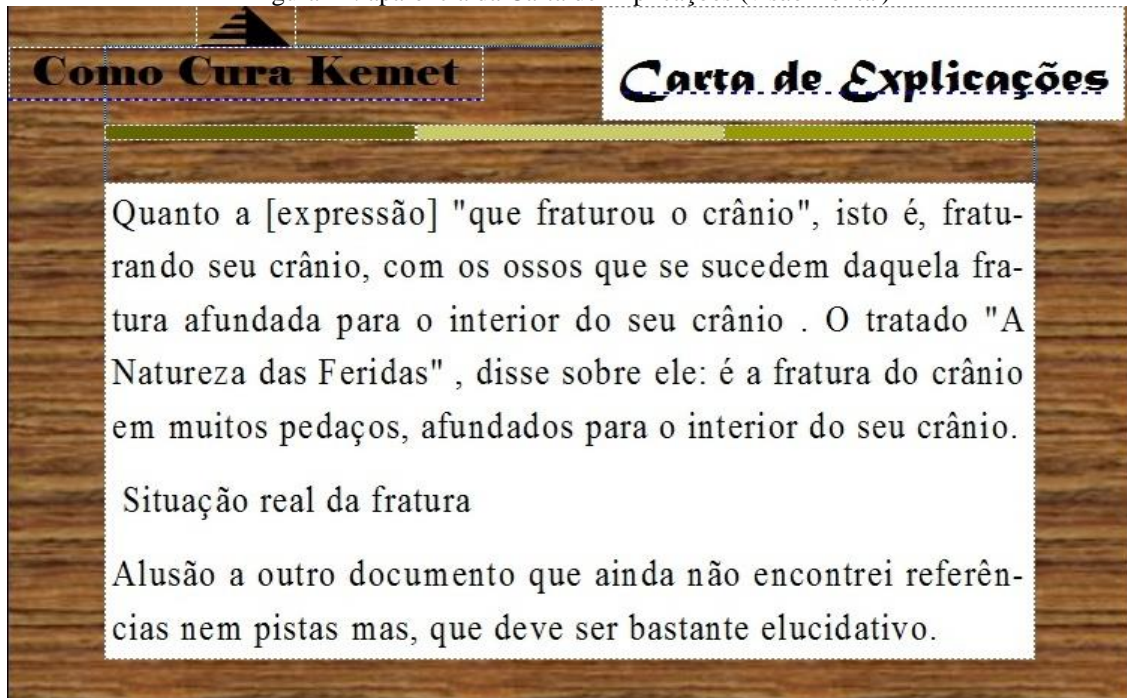 Como Cura Kemet
Carta de Explicações
Quanto a [expressão] "que fraturou o crânio", isto é, fratu-
rando seu crânio, com os ossos que se sucedem daquela fra-
tura afundada para o interior do seu crânio . O tratado "A
Natureza das Feridas" , disse sobre ele: é a fratura do crânio
em muitos pedaços, afundados para o interior do seu crânio.
Situação real da fratura
Alusão a outro documento que ainda não encontrei referên-
cias nem pistas mas, que deve ser bastante elucidativo.